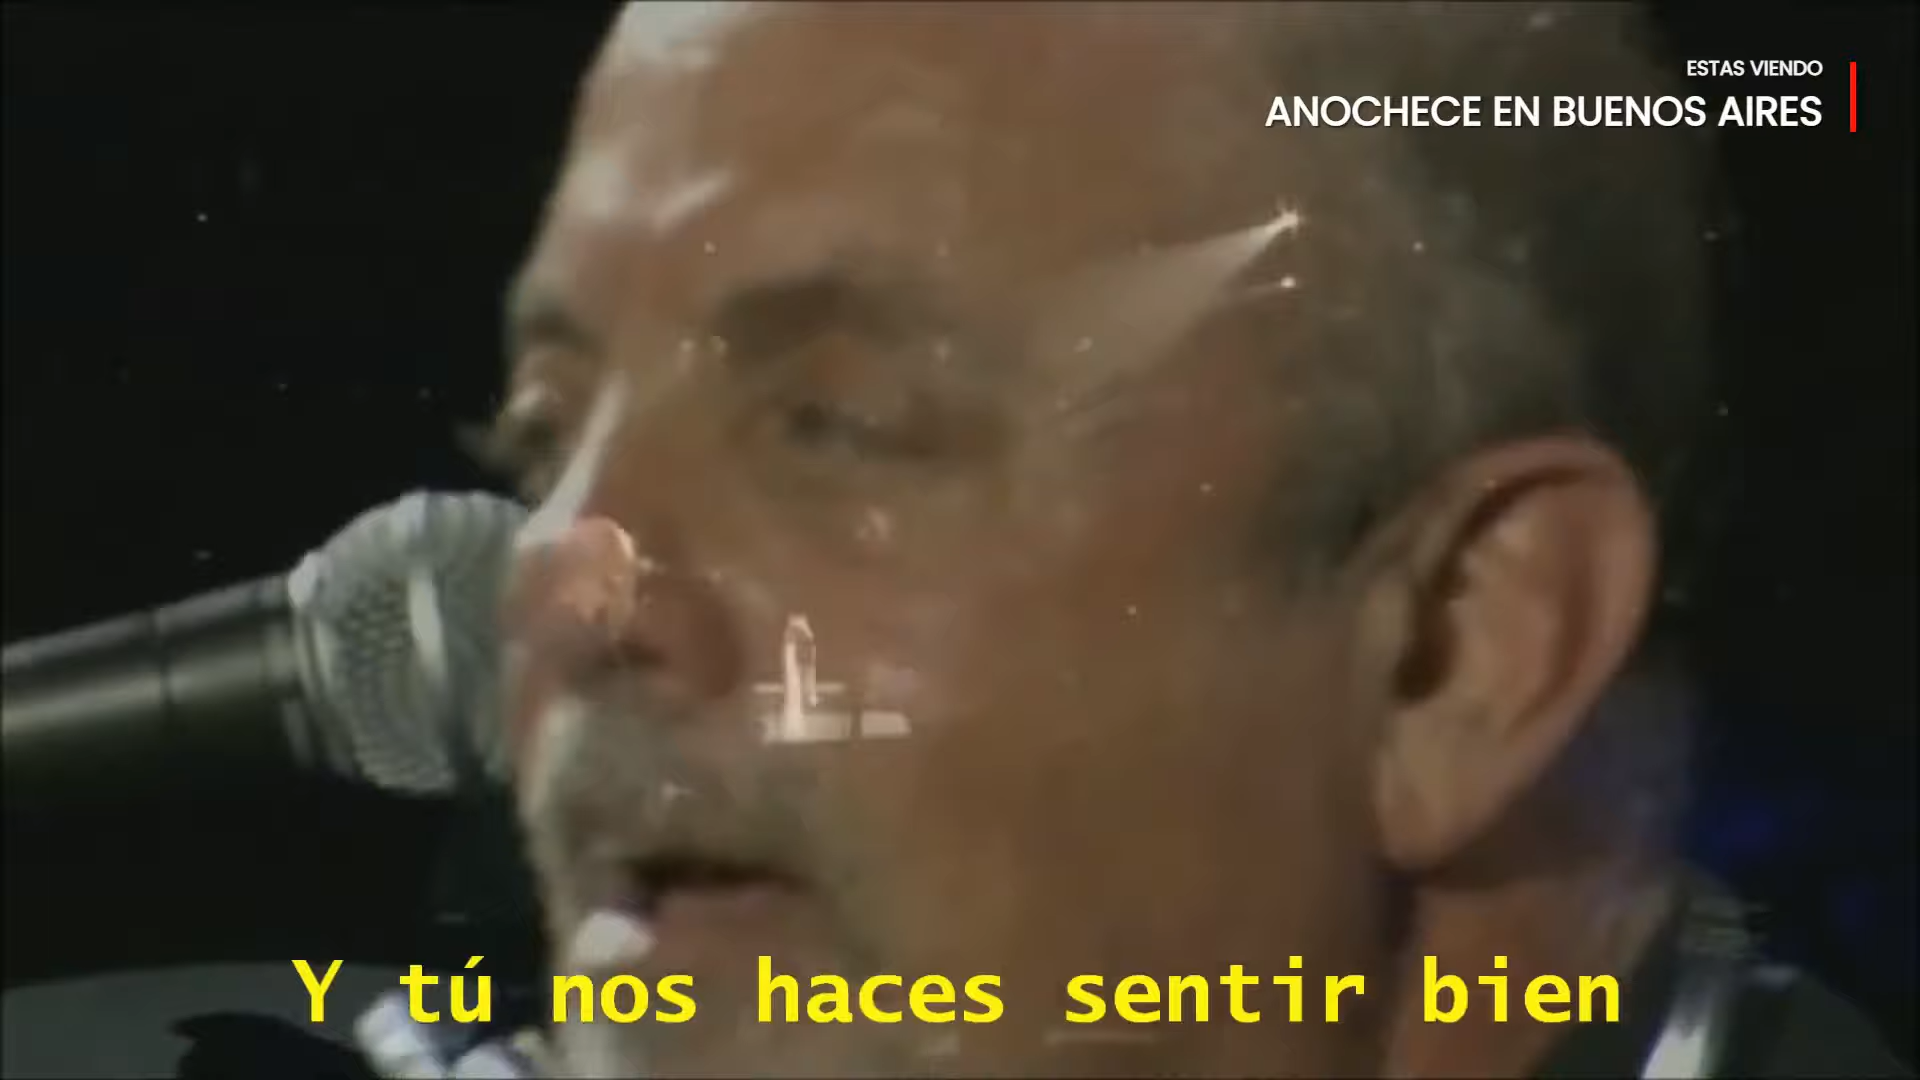 ESTAS VIENDO
ANOCHECE EN BUENOS AIRES
Y tú nos haces sentir bien